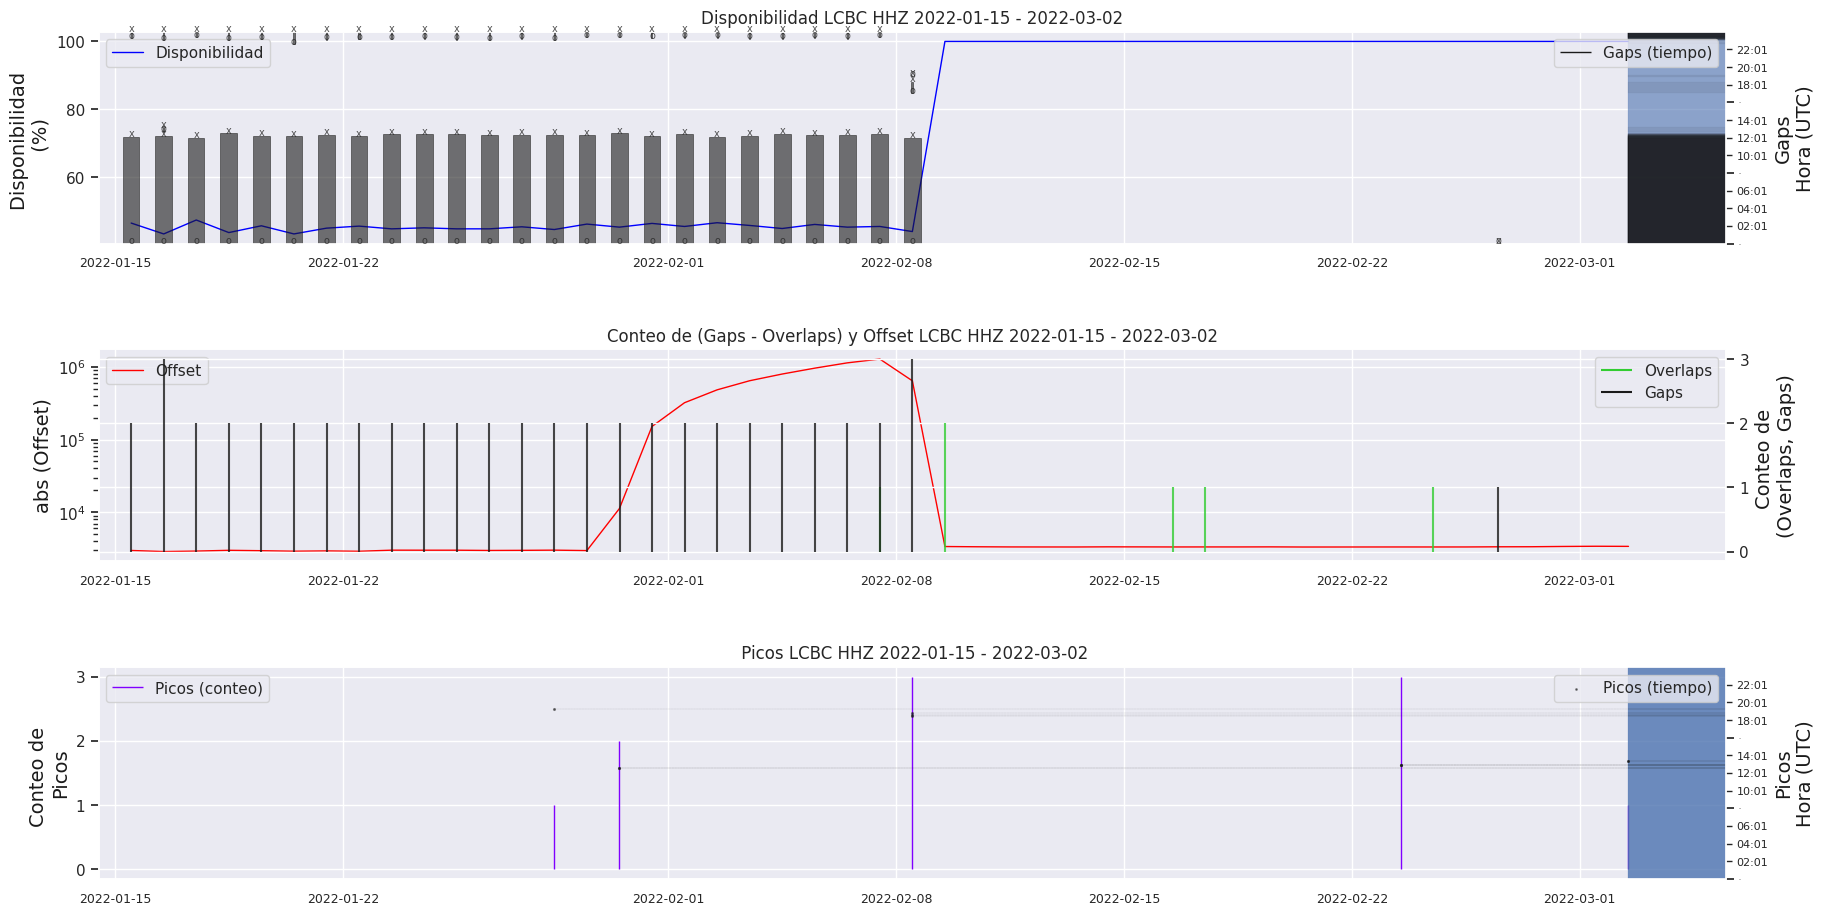 Disponibilidad LCBC HHZ 2022-01-15 - 2022-03-02
Disponibilidad
(%)
100
80
60
Disponibilidad
Gaps (tiempo)
22:01
20:01
18:01
14:01
12:01
10:01
06:01
04:01
02:01
Gaps
Hora (UTC)
2022-01-15
2022-01-22
2022-02-01
2022-02-08
2022-02-15
2022-02-22
2022-03-01
Conteo de (Gaps - Overlaps) y Offset LCBC HHZ 2022-01-15 - 2022-03-02
abs (Offset)
10⁶
10⁵
10⁴
Offset
Overlaps
Gaps
3
2
1
0
Conteo de
(Overlaps, Gaps)
2022-01-15
2022-01-22
2022-02-01
2022-02-08
2022-02-15
2022-02-22
2022-03-01
Picos LCBC HHZ 2022-01-15 - 2022-03-02
Conteo de
Picos
3
2
1
0
Picos (conteo)
Picos (tiempo)
22:01
20:01
18:01
14:01
12:01
10:01
06:01
04:01
02:01
Picos
Hora (UTC)
2022-01-15
2022-01-22
2022-02-01
2022-02-08
2022-02-15
2022-02-22
2022-03-01